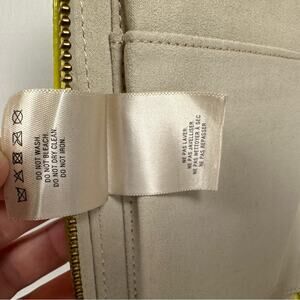 DO NOT WASH.
DO NOT BLEACH.
DO NOT DRY CLEAN.
DO NOT IRON.
NE PAS LAVER.
NE PAS JAVELLISER
NE PAS NETTOYER À SEC
NE PAS REPASSER